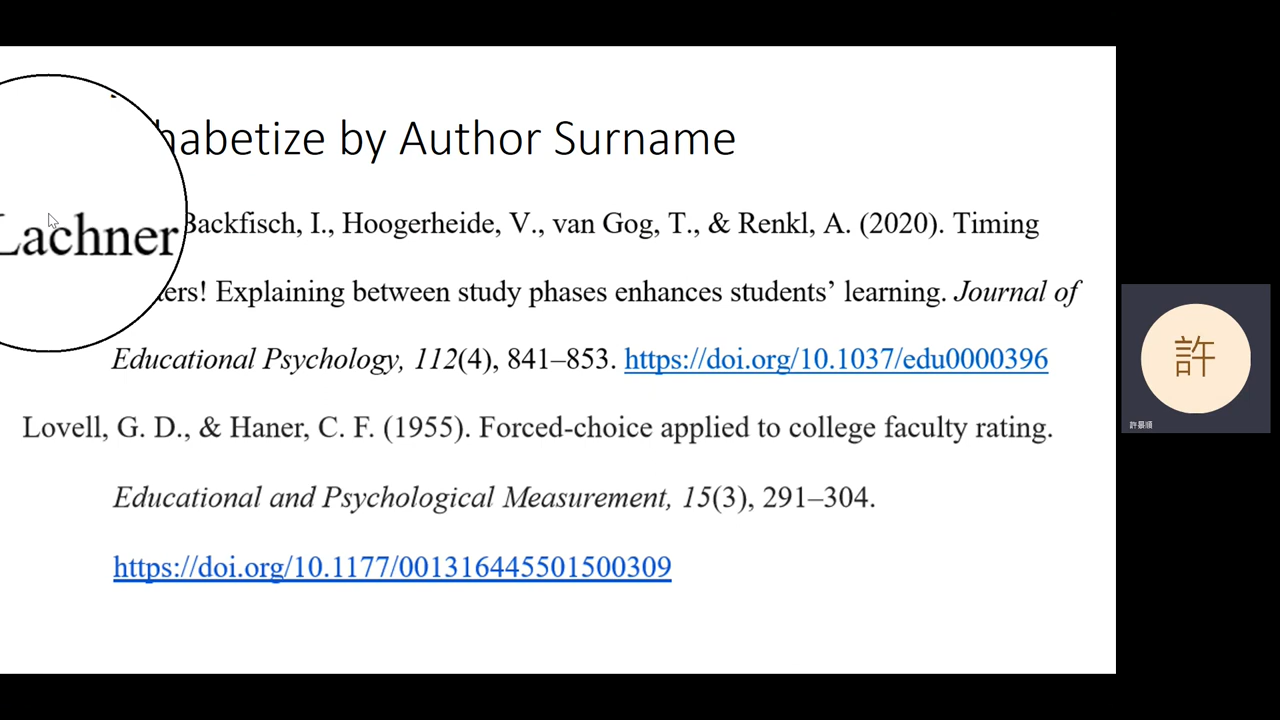 habetize by Author Surname
Lachner
Backfisch, I., Hoogerheide, V., van Gog, T., & Renkl, A. (2020). Timing
ers! Explaining between study phases enhances students’ learning. Journal of
Educational Psychology, 112(4), 841–853. https://doi.org/10.1037/edu0000396
Lovell, G. D., & Haner, C. F. (1955). Forced-choice applied to college faculty rating.
Educational and Psychological Measurement, 15(3), 291–304.
https://doi.org/10.1177/001316445501500309
許
許景順